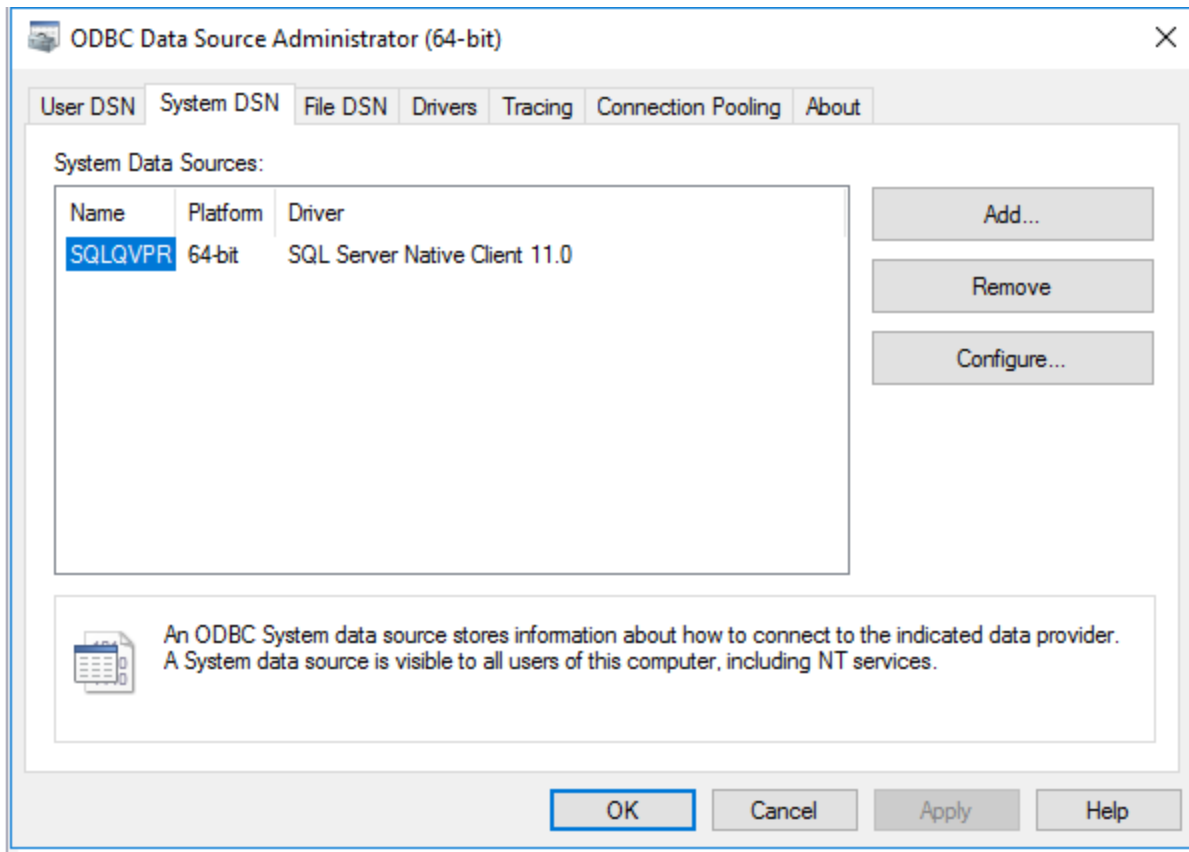 ODBC Data Source Administrator (64-bit)
User DSN System DSN File DSN Drivers Tracing Connection Pooling About
System Data Sources:
Name Platform Driver
SQLQVPR 64-bit SQL Server Native Client 11.0
Add...
Remove
Configure...
An ODBC System data source stores information about how to connect to the indicated data provider.
A System data source is visible to all users of this computer, including NT services.
OK Cancel Apply Help